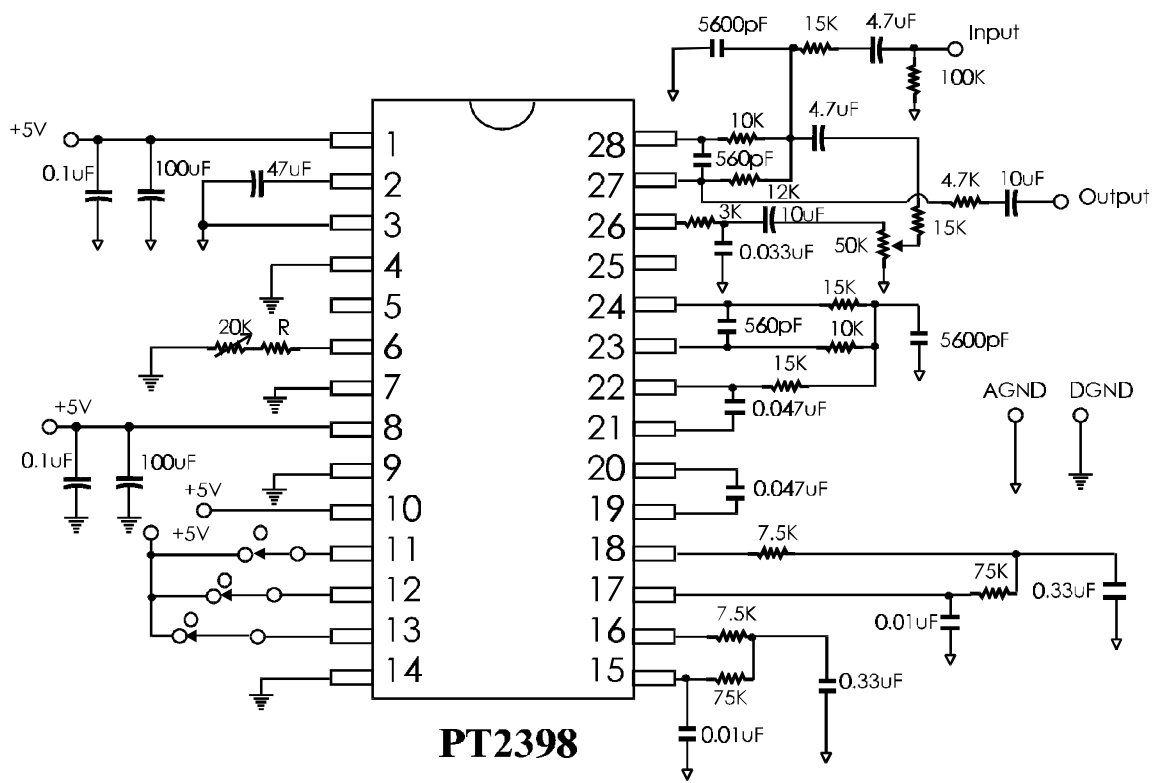 5600pF
15K
4.7uF
Input
100K
4.7uF
+5V
0.1uF
100uF
47uF
1
2
3
4
5
6
7
8
9
10
11
12
13
14
28
27
26
25
24
23
22
21
20
19
18
17
16
15
10K
560pF
12K
4.7K
10uF
Output
3K
10uF
15K
50K
0.033uF
15K
560pF
10K
5600pF
15K
0.047uF
20K
R
AGND
DGND
+5V
0.1uF
100uF
0.047uF
+5V
+5V
7.5K
75K
0.33uF
0.01uF
7.5K
75K
0.33uF
0.01uF
PT2398